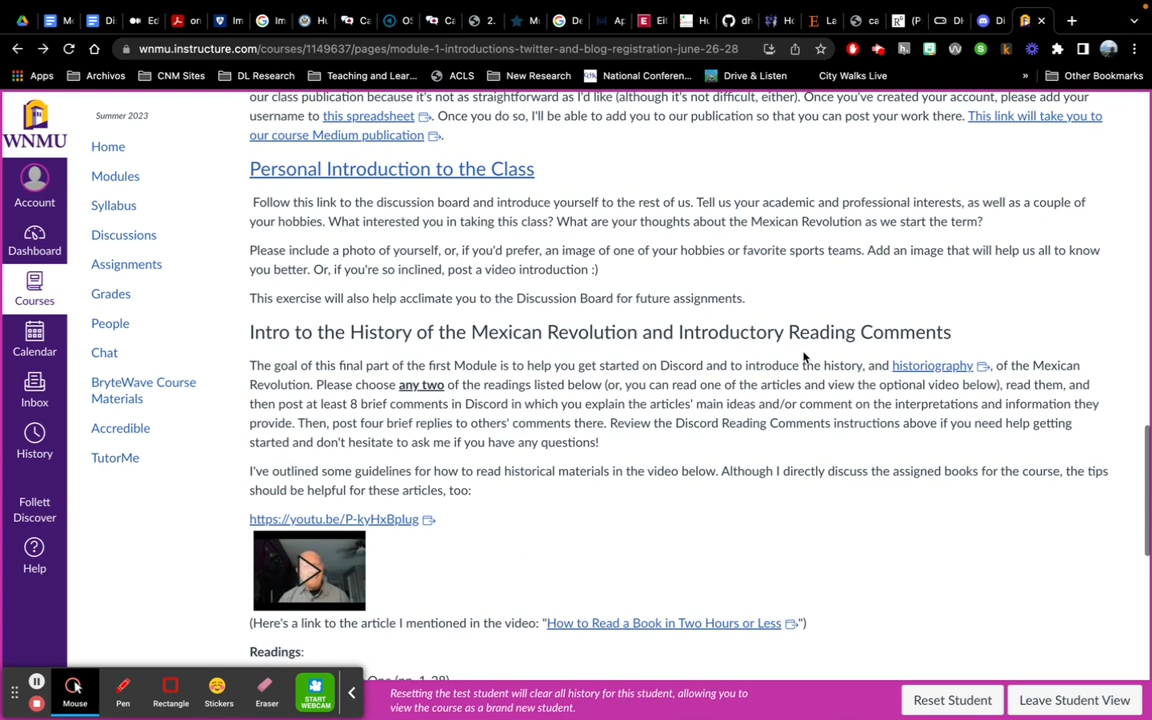 wnmu.instructure.com/courses/1149637/pages/module-1-introductions-twitter-and-blog-registration-june-26-28
Apps Archivos CNM Sites DL Research Teaching and Lear... ACLS New Research National Conferen... Drive & Listen City Walks Live » Other Bookmarks
WNMU
Account
Dashboard
Courses
Calendar
Inbox
History
Follett
Discover
Help
Summer 2023
Home
Modules
Syllabus
Discussions
Assignments
Grades
People
Chat
BryteWave Course
Materials
Accredible
TutorMe
our class publication because it's not as straightforward as I'd like (although it's not difficult, either). Once you've created your account, please add your
username to this spreadsheet. Once you do so, I'll be able to add you to our publication so that you can post your work there. This link will take you to
our course Medium publication.
Personal Introduction to the Class
Follow this link to the discussion board and introduce yourself to the rest of us. Tell us your academic and professional interests, as well as a couple of
your hobbies. What interested you in taking this class? What are your thoughts about the Mexican Revolution as we start the term?
Please include a photo of yourself, or, if you'd prefer, an image of one of your hobbies or favorite sports teams. Add an image that will help us all to know
you better. Or, if you're so inclined, post a video introduction :)
This exercise will also help acclimate you to the Discussion Board for future assignments.
Intro to the History of the Mexican Revolution and Introductory Reading Comments
The goal of this final part of the first Module is to help you get started on Discord and to introduce the history, and historiography, of the Mexican
Revolution. Please choose any two of the readings listed below (or, you can read one of the articles and view the optional video below), read them, and
then post at least 8 brief comments in Discord in which you explain the articles' main ideas and/or comment on the interpretations and information they
provide. Then, post four brief replies to others' comments there. Review the Discord Reading Comments instructions above if you need help getting
started and don't hesitate to ask me if you have any questions!
I've outlined some guidelines for how to read historical materials in the video below. Although I directly discuss the assigned books for the course, the tips
should be helpful for these articles, too:
https://youtu.be/P-kyHxBplug
(Here's a link to the article I mentioned in the video: "How to Read a Book in Two Hours or Less")
Readings:
Mouse Pen Rectangle Stickers Eraser START WEBCAM
Resetting the test student will clear all history for this student, allowing you to
view the course as a brand new student.
Reset Student
Leave Student View